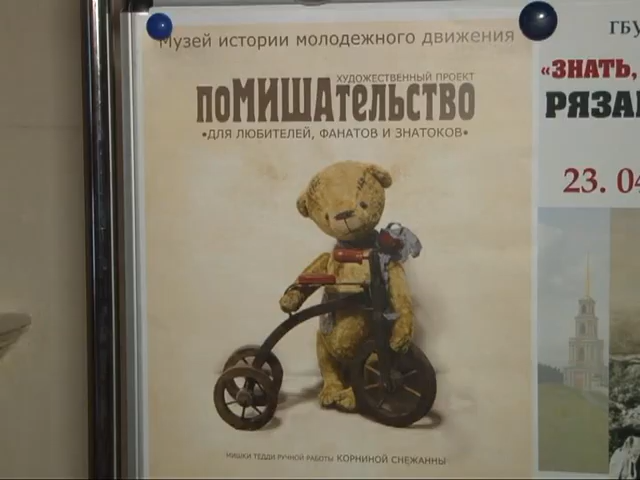 Музей истории молодежного движения
ХУДОЖЕСТВЕННЫЙ ПРОЕКТ
поМИШАтельство
•ДЛЯ ЛЮБИТЕЛЕЙ, ФАНАТОВ И ЗНАТОКОВ•
МИШКИ ТЕДДИ РУЧНОЙ РАБОТЫ КОРНИНОЙ СНЕЖАННЫ
ГБУ
«ЗНАТЬ,
РЯЗА
23. 04